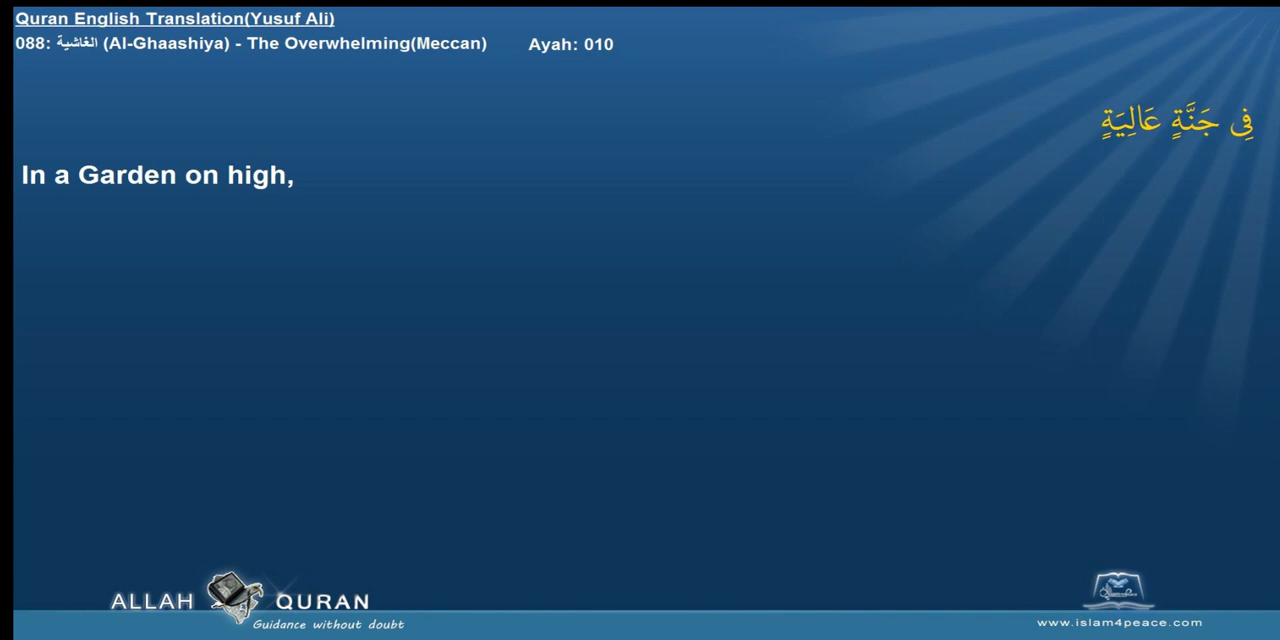 Quran English Translation(Yusuf Ali)
088: الغاشية (Al-Ghaashiya) - The Overwhelming(Meccan) Ayah: 010
فِى جَنَّةٍ عَالِيَةٍ
In a Garden on high,
ALLAH QURAN
Guidance without doubt
www.islam4peace.com